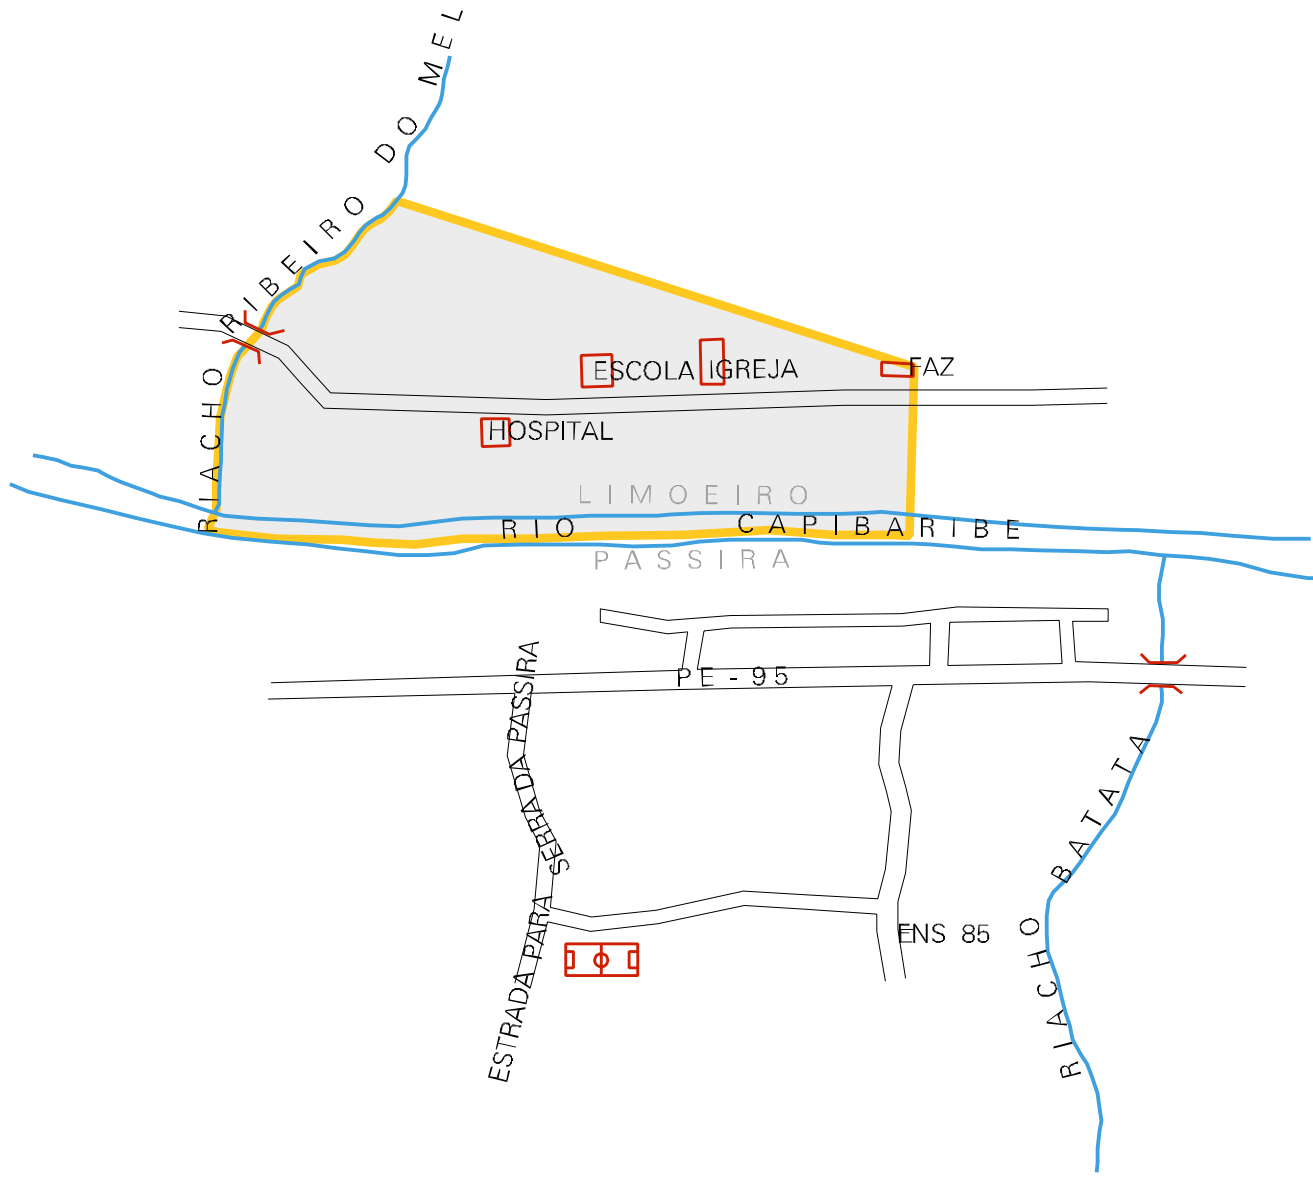 RIACHO RIBEIRO DO MEL
ESCOLA
IGREJA
FAZ
HOSPITAL
LIMOEIRO
RIO CAPIBARIBE
PASSIRA
PE-95
ESTRADA PARA SERRA DA PASSIRA
ENS 85
RIACHO BATATA